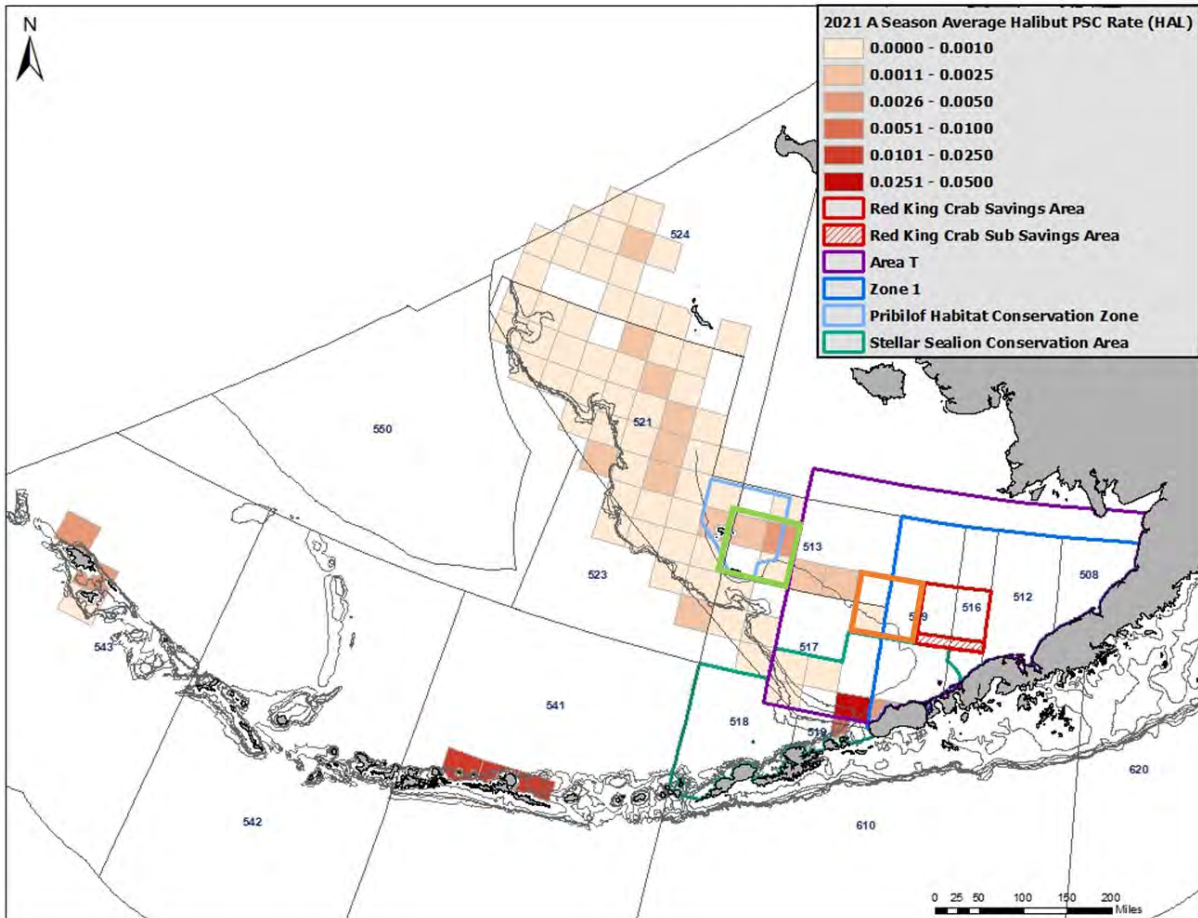 N
2021 A Season Average Halibut PSC Rate (HAL)
0.0000 - 0.0010
0.0011 - 0.0025
0.0026 - 0.0050
0.0051 - 0.0100
0.0101 - 0.0250
0.0251 - 0.0500
Red King Crab Savings Area
Red King Crab Sub Savings Area
Area T
Zone 1
Pribilof Habitat Conservation Zone
Stellar Sealion Conservation Area
524
521
550
513
508
512
516
523
517
543
541
518
519
620
542
610
0 25 50 100 150 200
Miles